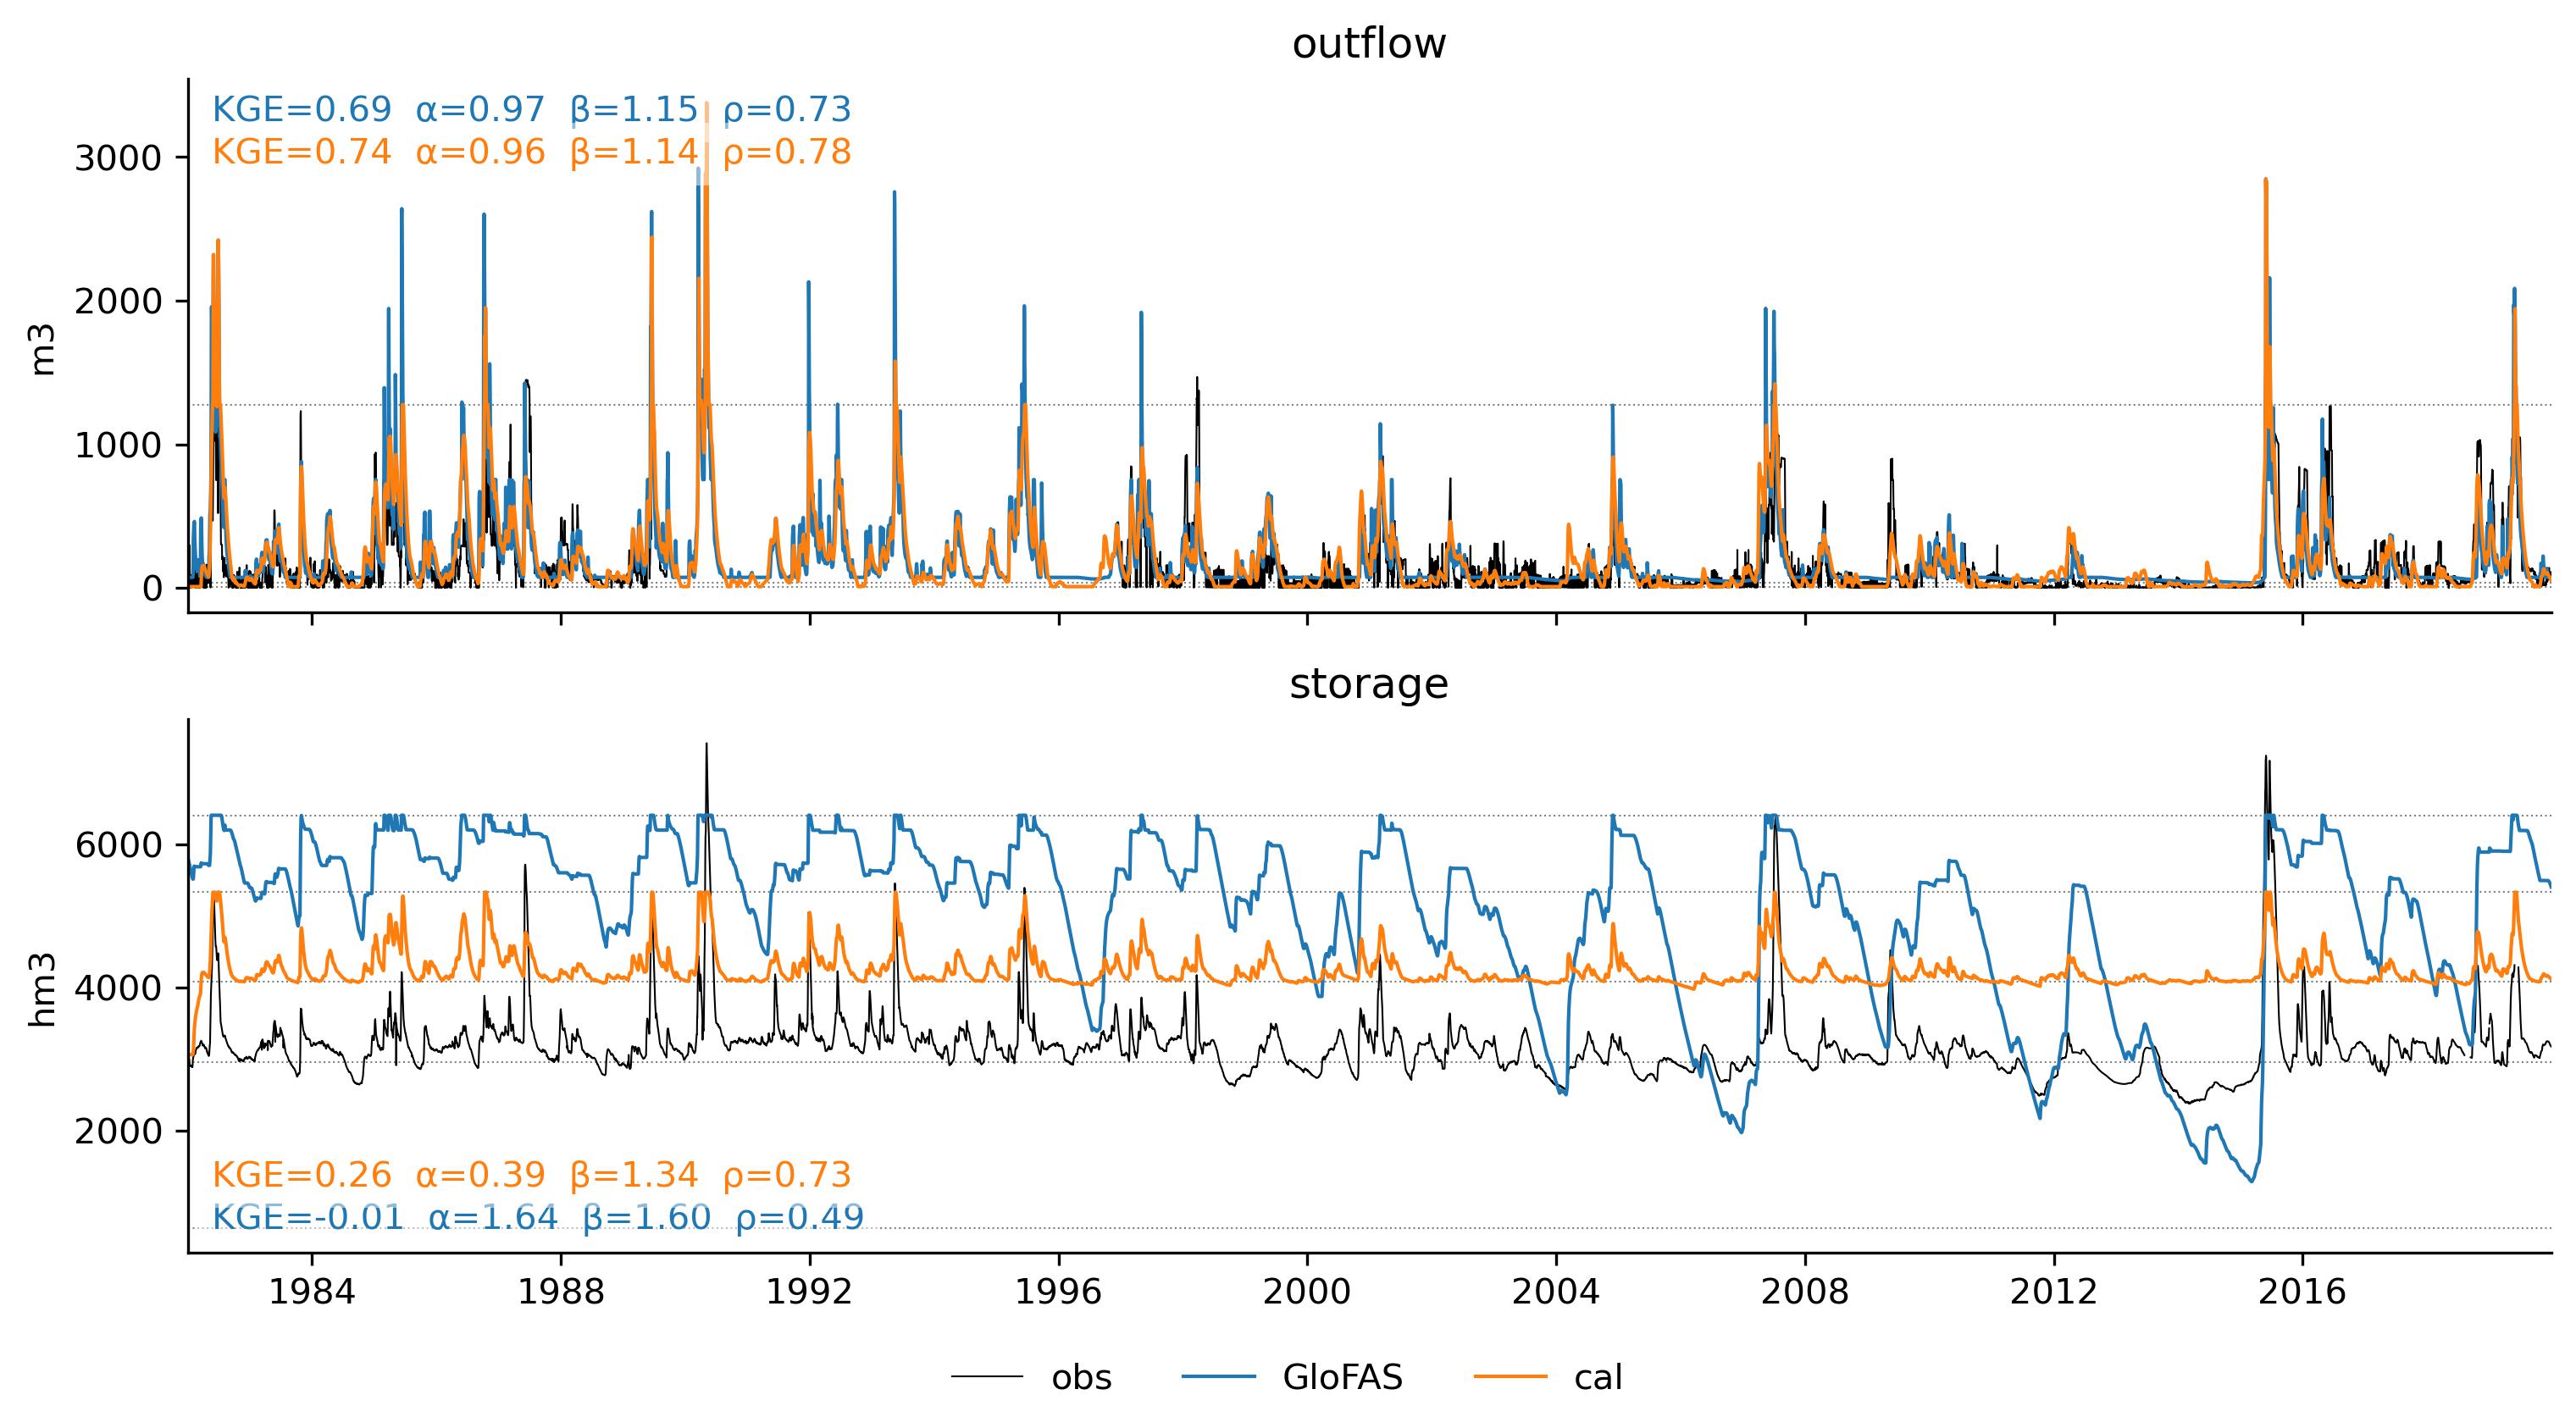 outflow
KGE=0.69 α=0.97 β=1.15 ρ=0.73
KGE=0.74 α=0.96 β=1.14 ρ=0.78
3000
2000
1000
0
m3
storage
6000
4000
2000
hm3
KGE=0.26 α=0.39 β=1.34 ρ=0.73
KGE=-0.01 α=1.64 β=1.60 ρ=0.49
1984 1988 1992 1996 2000 2004 2008 2012 2016
obs GloFAS cal